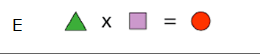 E x =